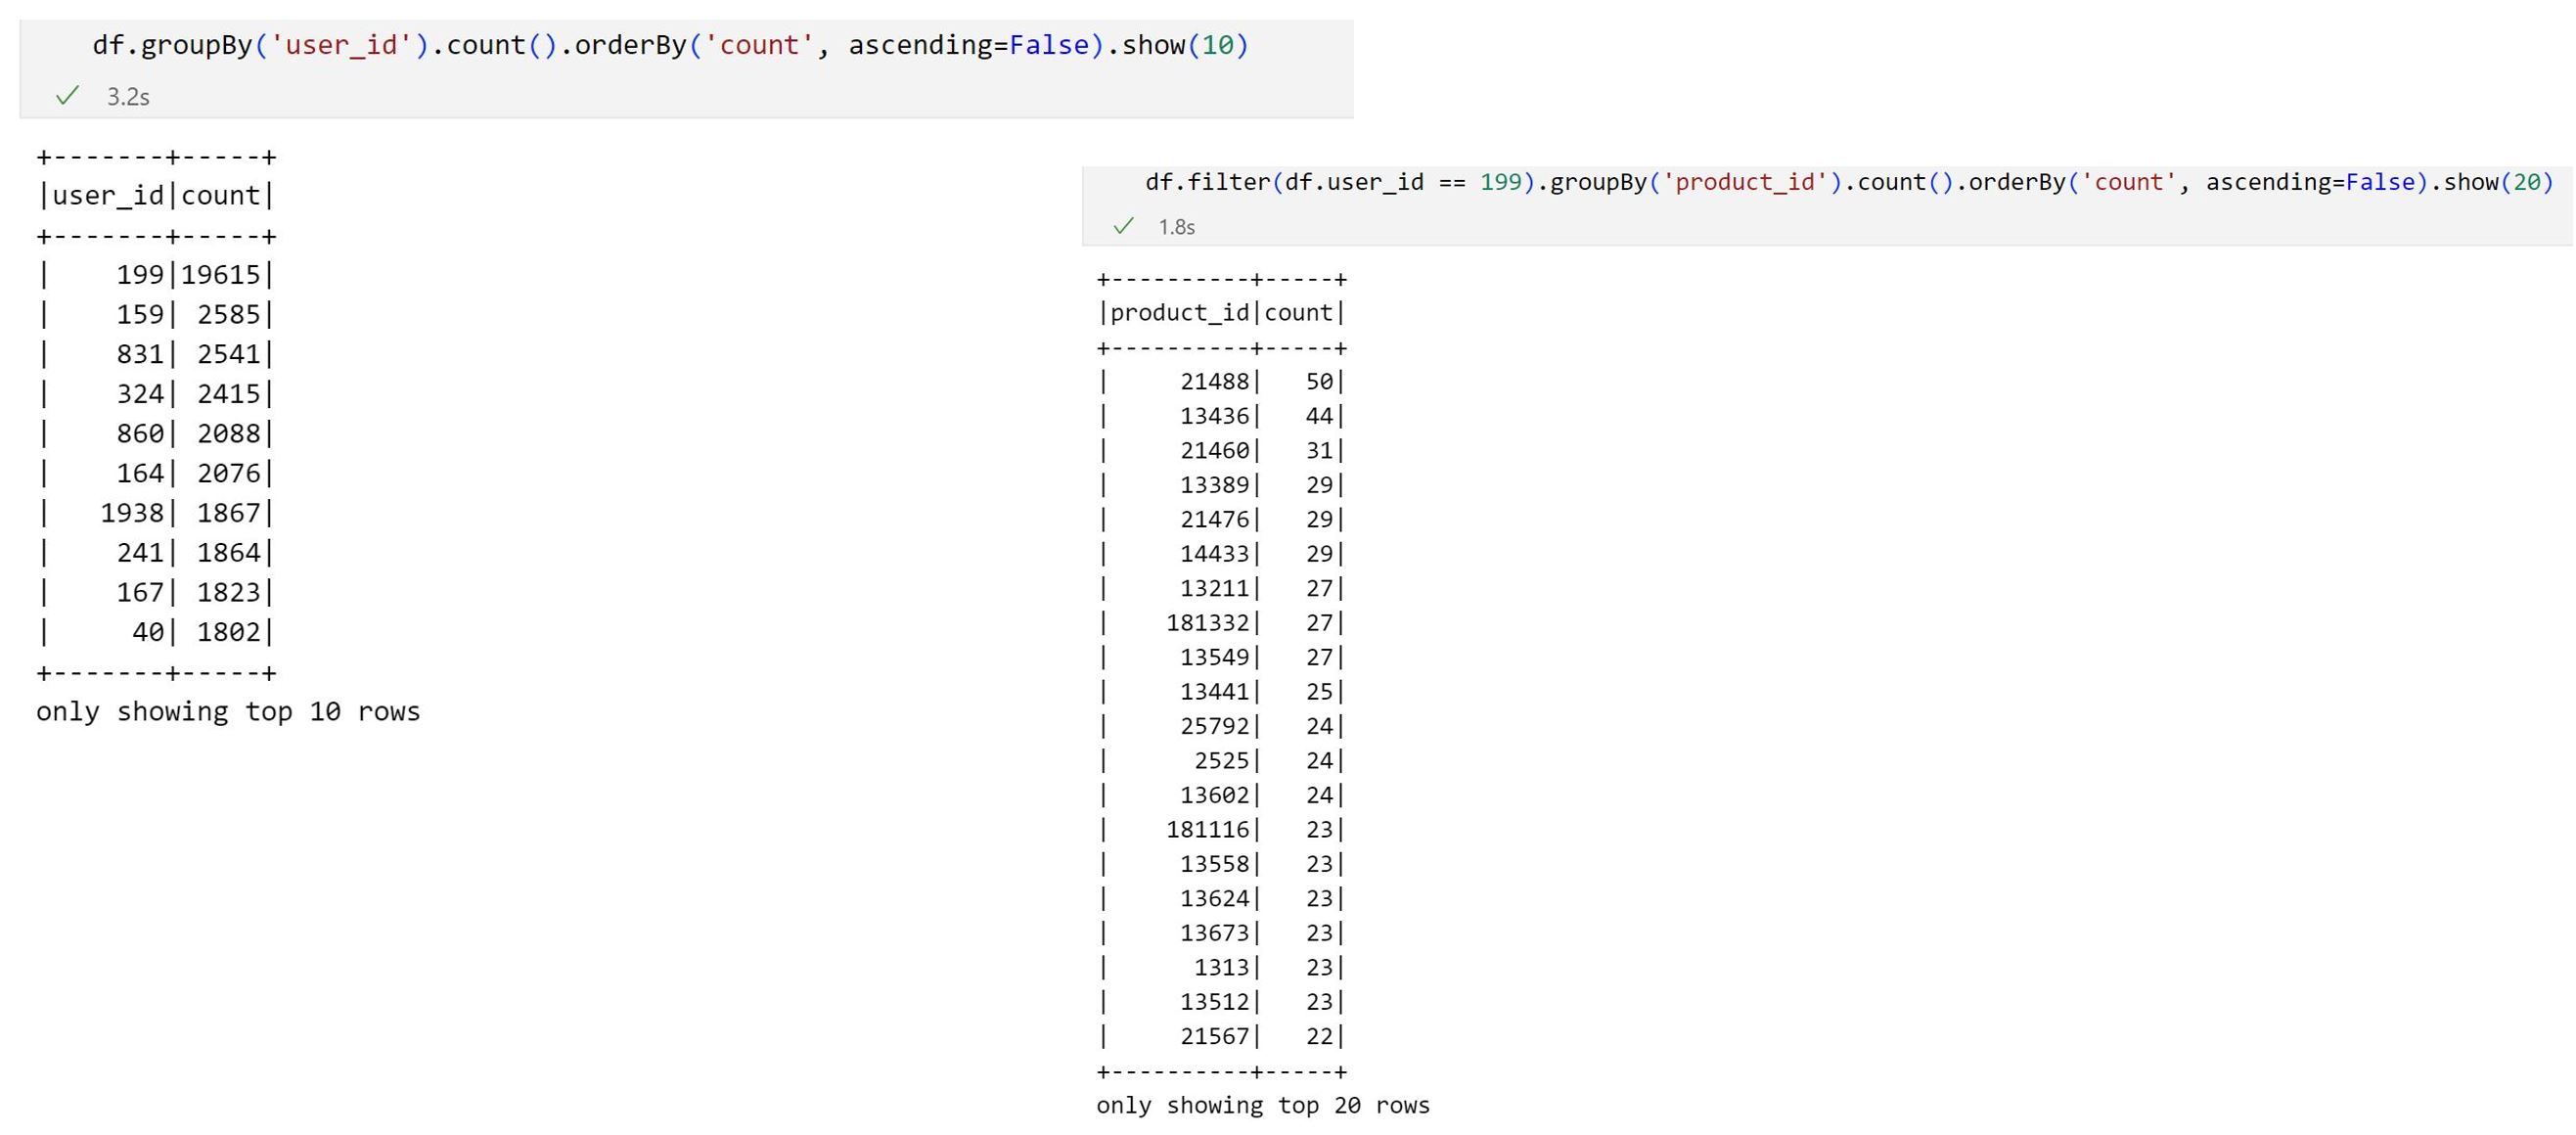 df.groupBy('user_id').count().orderBy('count', ascending=False).show(10)
✓ 3.2s
+-------+-----+
|user_id|count|
+-------+-----+
|    199|19615|
|    159| 2585|
|    831| 2541|
|    324| 2415|
|    860| 2088|
|    164| 2076|
|   1938| 1867|
|    241| 1864|
|    167| 1823|
|     40| 1802|
+-------+-----+
only showing top 10 rows
df.filter(df.user_id == 199).groupBy('product_id').count().orderBy('count', ascending=False).show(20)
✓ 1.8s
+----------+-----+
|product_id|count|
+----------+-----+
|     21488|   50|
|     13436|   44|
|     21460|   31|
|     13389|   29|
|     21476|   29|
|     14433|   29|
|     13211|   27|
|    181332|   27|
|     13549|   27|
|     13441|   25|
|     25792|   24|
|      2525|   24|
|     13602|   24|
|    181116|   23|
|     13558|   23|
|     13624|   23|
|     13673|   23|
|      1313|   23|
|     13512|   23|
|     21567|   22|
+----------+-----+
only showing top 20 rows